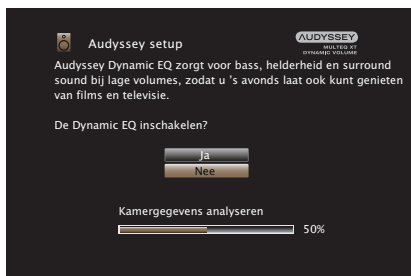 Audyssey setup
AUDYSSEY
MULTEQ XT
DYNAMIC VOLUME
Audyssey Dynamic EQ zorgt voor bass, helderheid en surround
sound bij lage volumes, zodat u 's avonds laat ook kunt genieten
van films en televisie.
De Dynamic EQ inschakelen?
Ja
Nee
Kamergegevens analyseren
50%